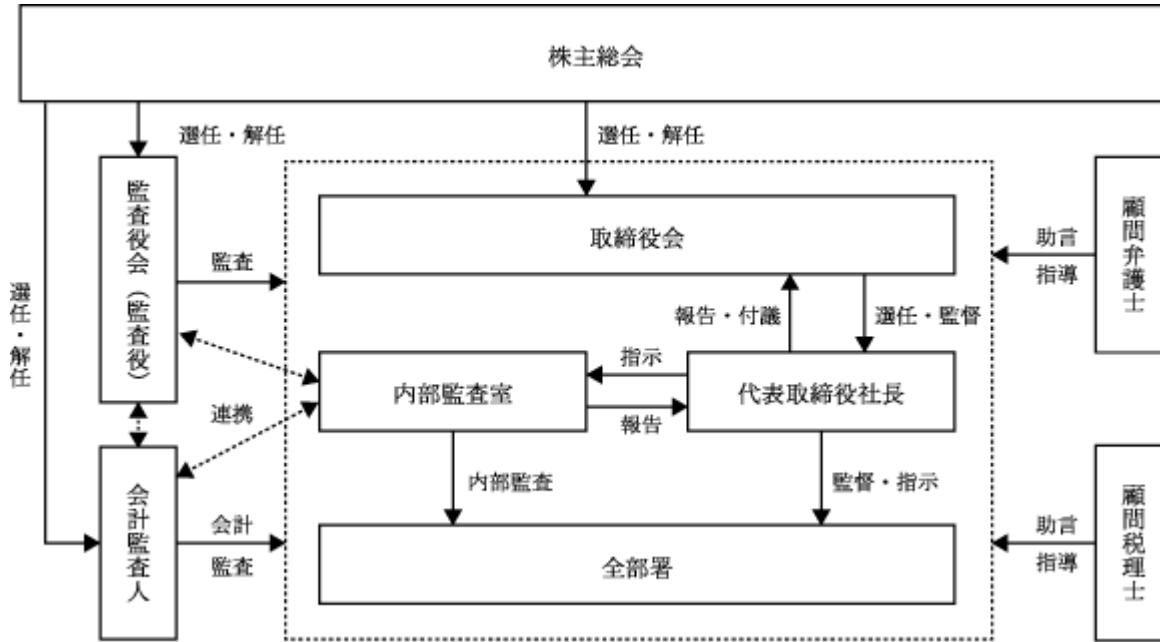 株主総会
選任・解任
選任・解任
監査役会（監査役）
取締役会
顧問弁護士
監査
助言
指導
選任・解任
報告・付議
選任・監督
指示
内部監査室
代表取締役社長
連携
報告
内部監査
監督・指示
会計監査人
会計
監査
全部署
助言
指導
顧問税理士